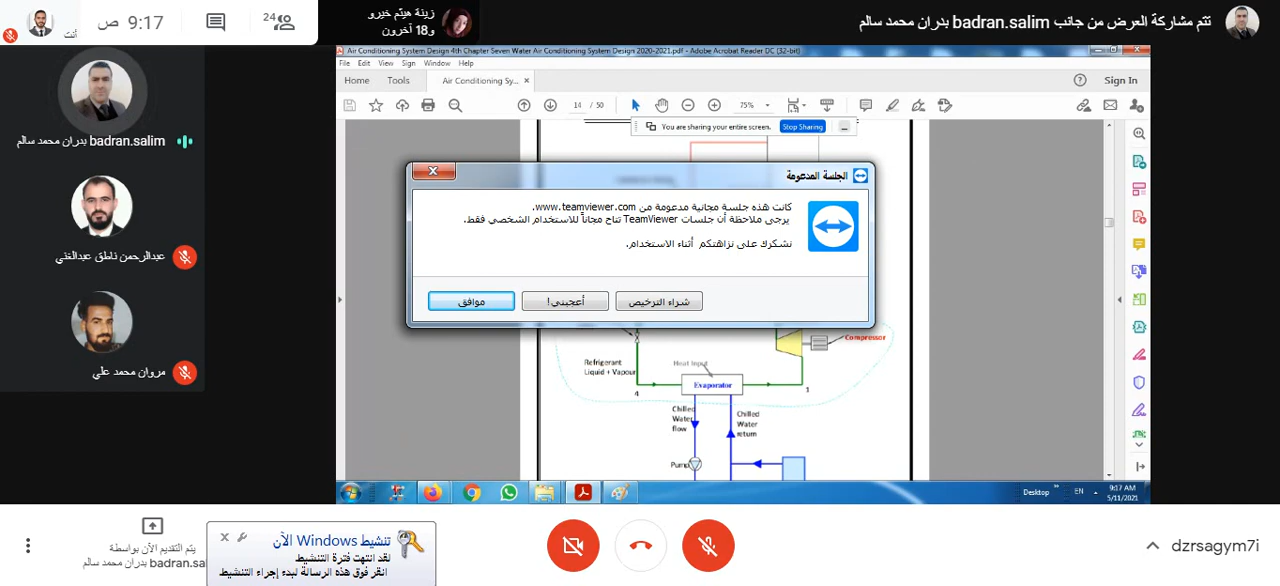 أنت
9:17 ص
24
زينة هيثم خيرو
و18 آخرون
تتم مشاركة العرض من جانب badran.salim بدران محمد سالم
badran.salim بدران محمد سالم
عبدالرحمن ناطق عبدالغني
مروان محمد علي
Air Conditioning System Design 4th Chapter Seven Water Air Conditioning System Design 2020-2021.pdf - Adobe Acrobat Reader DC (32-bit)
File Edit View Sign Window Help
Home Tools Air Conditioning Sy... × Sign In
14 / 50 75%
You are sharing your entire screen. Stop Sharing
الجلسة المدعومة
كانت هذه جلسة مجانية مدعومة من www.teamviewer.com.
يرجى ملاحظة أن جلسات TeamViewer تتاح مجاناً للاستخدام الشخصي فقط.
نشكرك على نزاهتكم أثناء الاستخدام.
شراء الترخيص
أعجبني!
موافق
Compressor
Refrigerant
Liquid + Vapour
Heat Input
Evaporator
4
1
Chilled
Water
flow
Chilled
Water
return
Pump
Desktop
EN
9:17 AM
5/11/2021
يتم التقديم الآن بواسطة
badran.sa بدران محمد سالم
تنشيط Windows الآن
لقد انتهت فترة التنشيط
انقر فوق هذه الرسالة لبدء إجراء التنشيط
dzrsagym7i